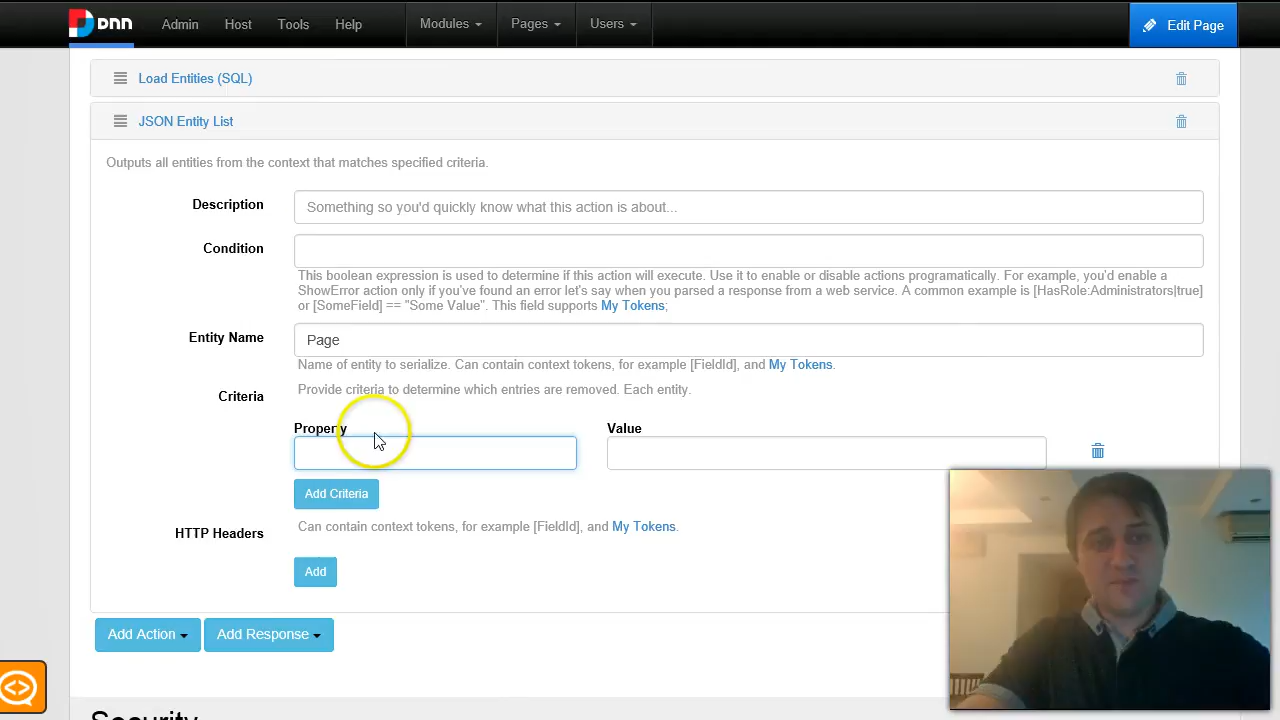 DNN Admin Host Tools Help Modules Pages Users Edit Page
Load Entities (SQL)
JSON Entity List
Outputs all entities from the context that matches specified criteria.
Description Something so you'd quickly know what this action is about...
Condition
This boolean expression is used to determine if this action will execute. Use it to enable or disable actions programatically. For example, you'd enable a
ShowError action only if you've found an error let's say when you parsed a response from a web service. A common example is [HasRole:Administrators|true]
or [SomeField] == "Some Value". This field supports My Tokens;
Entity Name Page
Name of entity to serialize. Can contain context tokens, for example [FieldId], and My Tokens.
Criteria Provide criteria to determine which entries are removed. Each entity.
Property Value
Add Criteria
HTTP Headers Can contain context tokens, for example [FieldId], and My Tokens.
Add
Add Action Add Response
Security